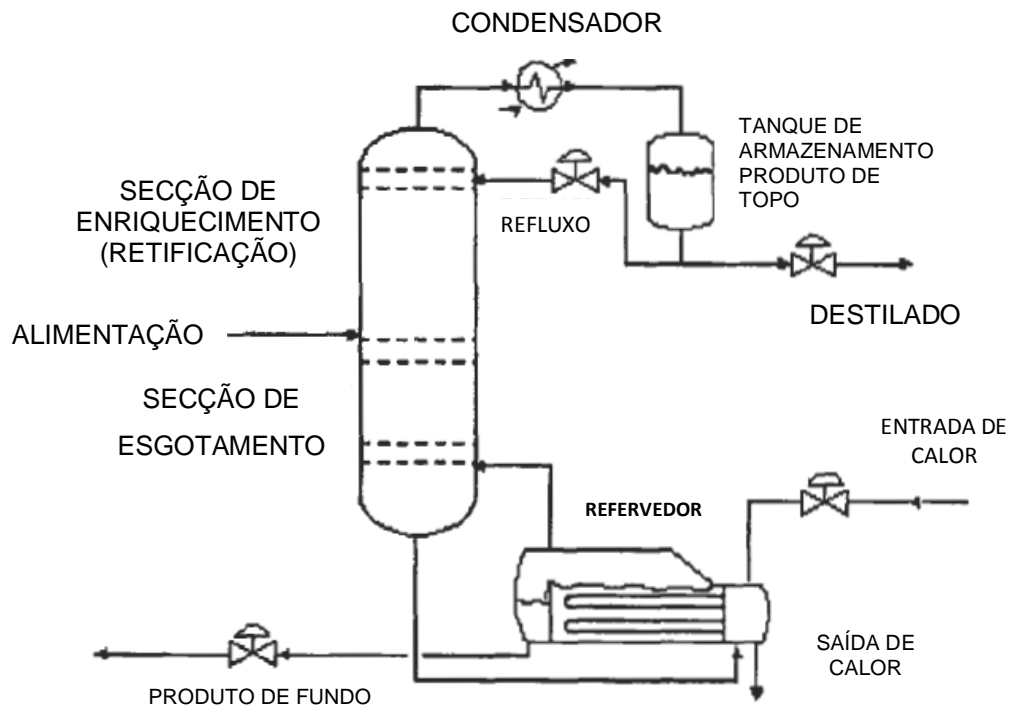 CONDENSADOR
TANQUE DE
ARMAZENAMENTO
PRODUTO DE
TOPO
SECÇÃO DE
ENRIQUECIMENTO
(RETIFICAÇÃO)
REFLUXO
DESTILADO
ALIMENTAÇÃO
SECÇÃO DE
ESGOTAMENTO
ENTRADA DE
CALOR
REFERVEDOR
SAÍDA DE
CALOR
PRODUTO DE FUNDO